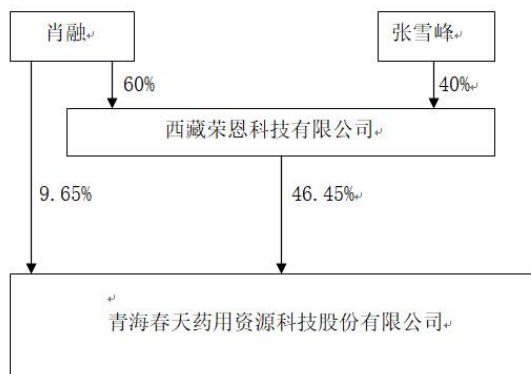 肖融
张雪峰
60%
40%
西藏荣恩科技有限公司
9.65%
46.45%
青海春天药用资源科技股份有限公司